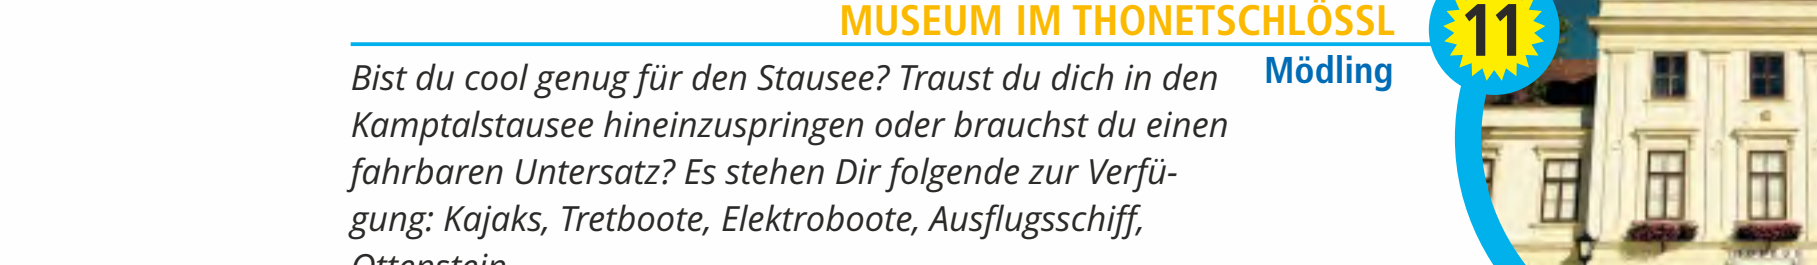 MUSEUM IM THONETSCHLÖSSL
11
Mödling
Bist du cool genug für den Stausee? Traust du dich in den
Kamptalstausee hineinzuspringen oder brauchst du einen
fahrbaren Untersatz? Es stehen Dir folgende zur Verfü-
gung: Kajaks, Tretboote, Elektroboote, Ausflugsschiff,
Ottenstein